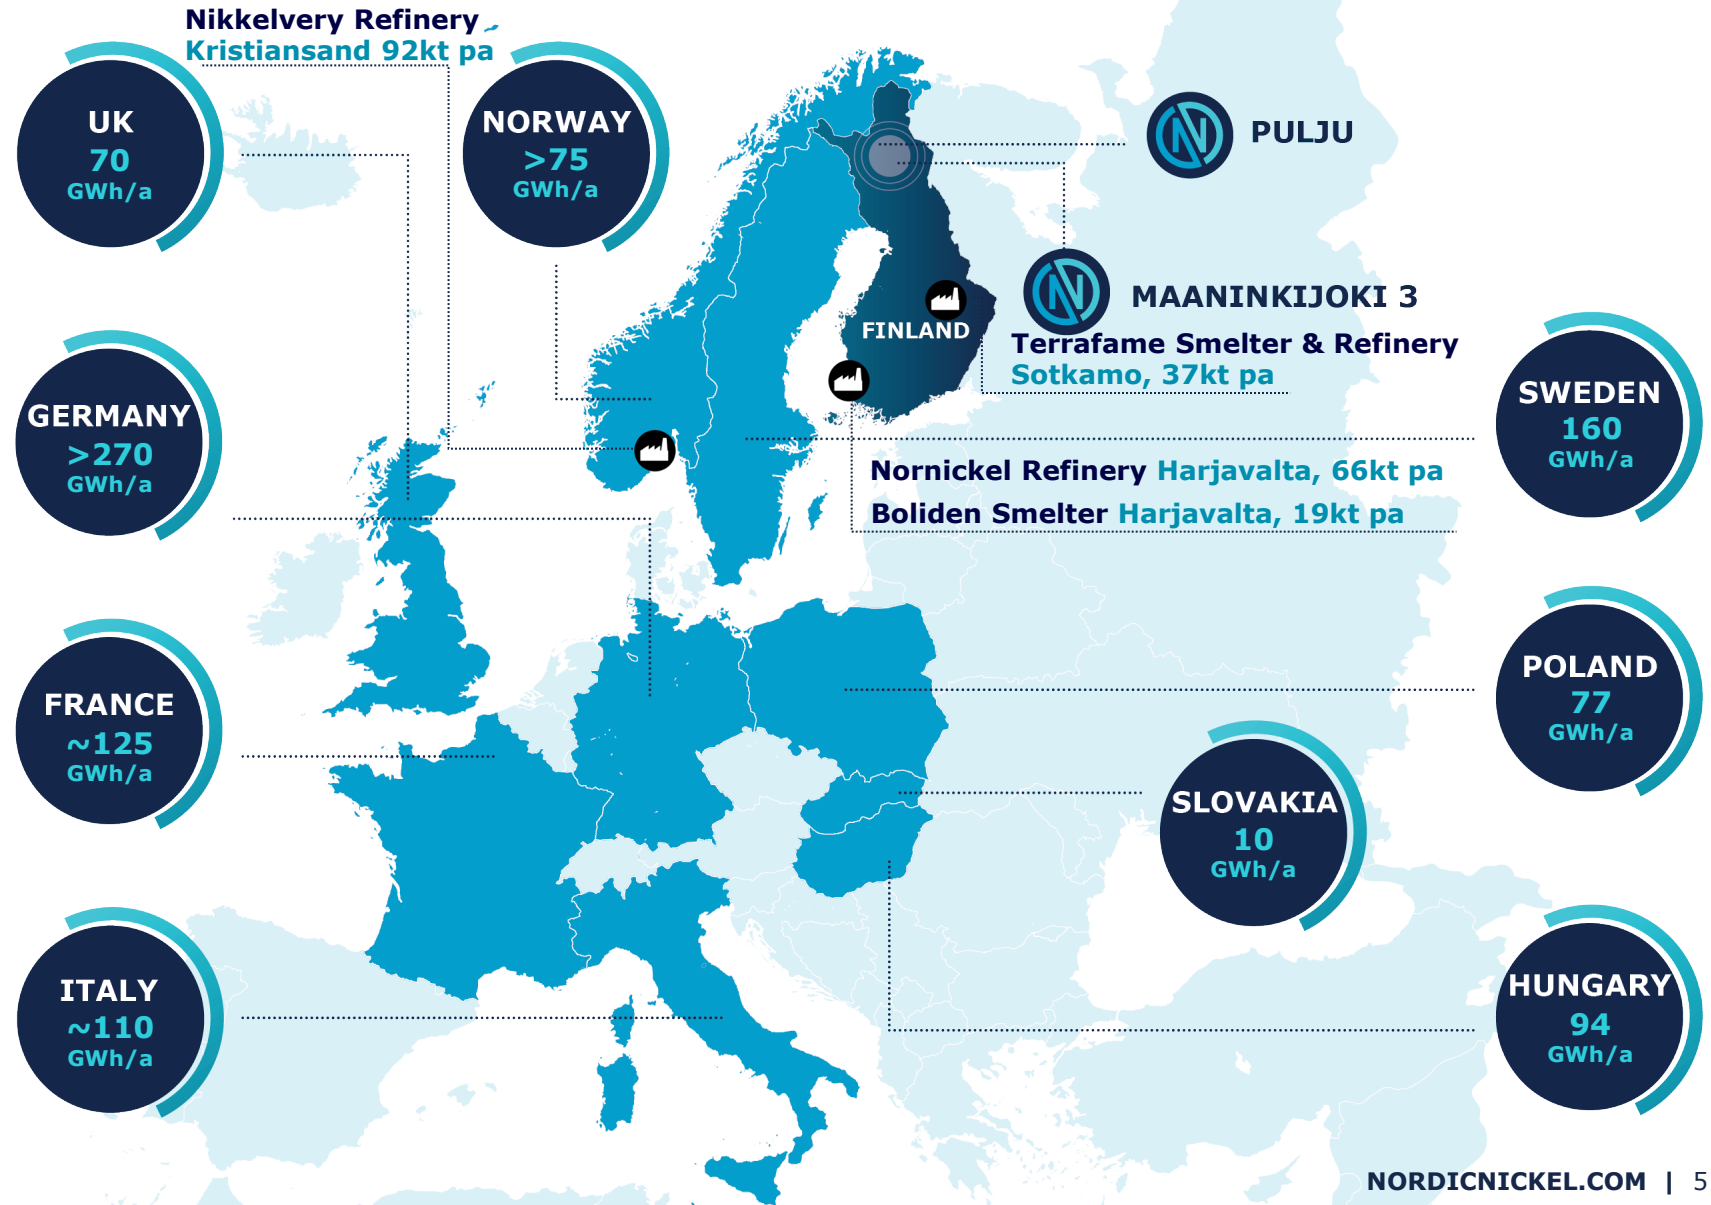 Nikkelvery Refinery
Kristiansand 92kt pa
UK
70
GWh/a
NORWAY
>75
GWh/a
PULJU
MAANINKIJOKI 3
FINLAND
Terrafame Smelter & Refinery
Sotkamo, 37kt pa
GERMANY
>270
GWh/a
SWEDEN
160
GWh/a
Nornickel Refinery Harjavalta, 66kt pa
Boliden Smelter Harjavalta, 19kt pa
FRANCE
~125
GWh/a
POLAND
77
GWh/a
SLOVAKIA
10
GWh/a
ITALY
~110
GWh/a
HUNGARY
94
GWh/a
NORDICNICKEL.COM | 5